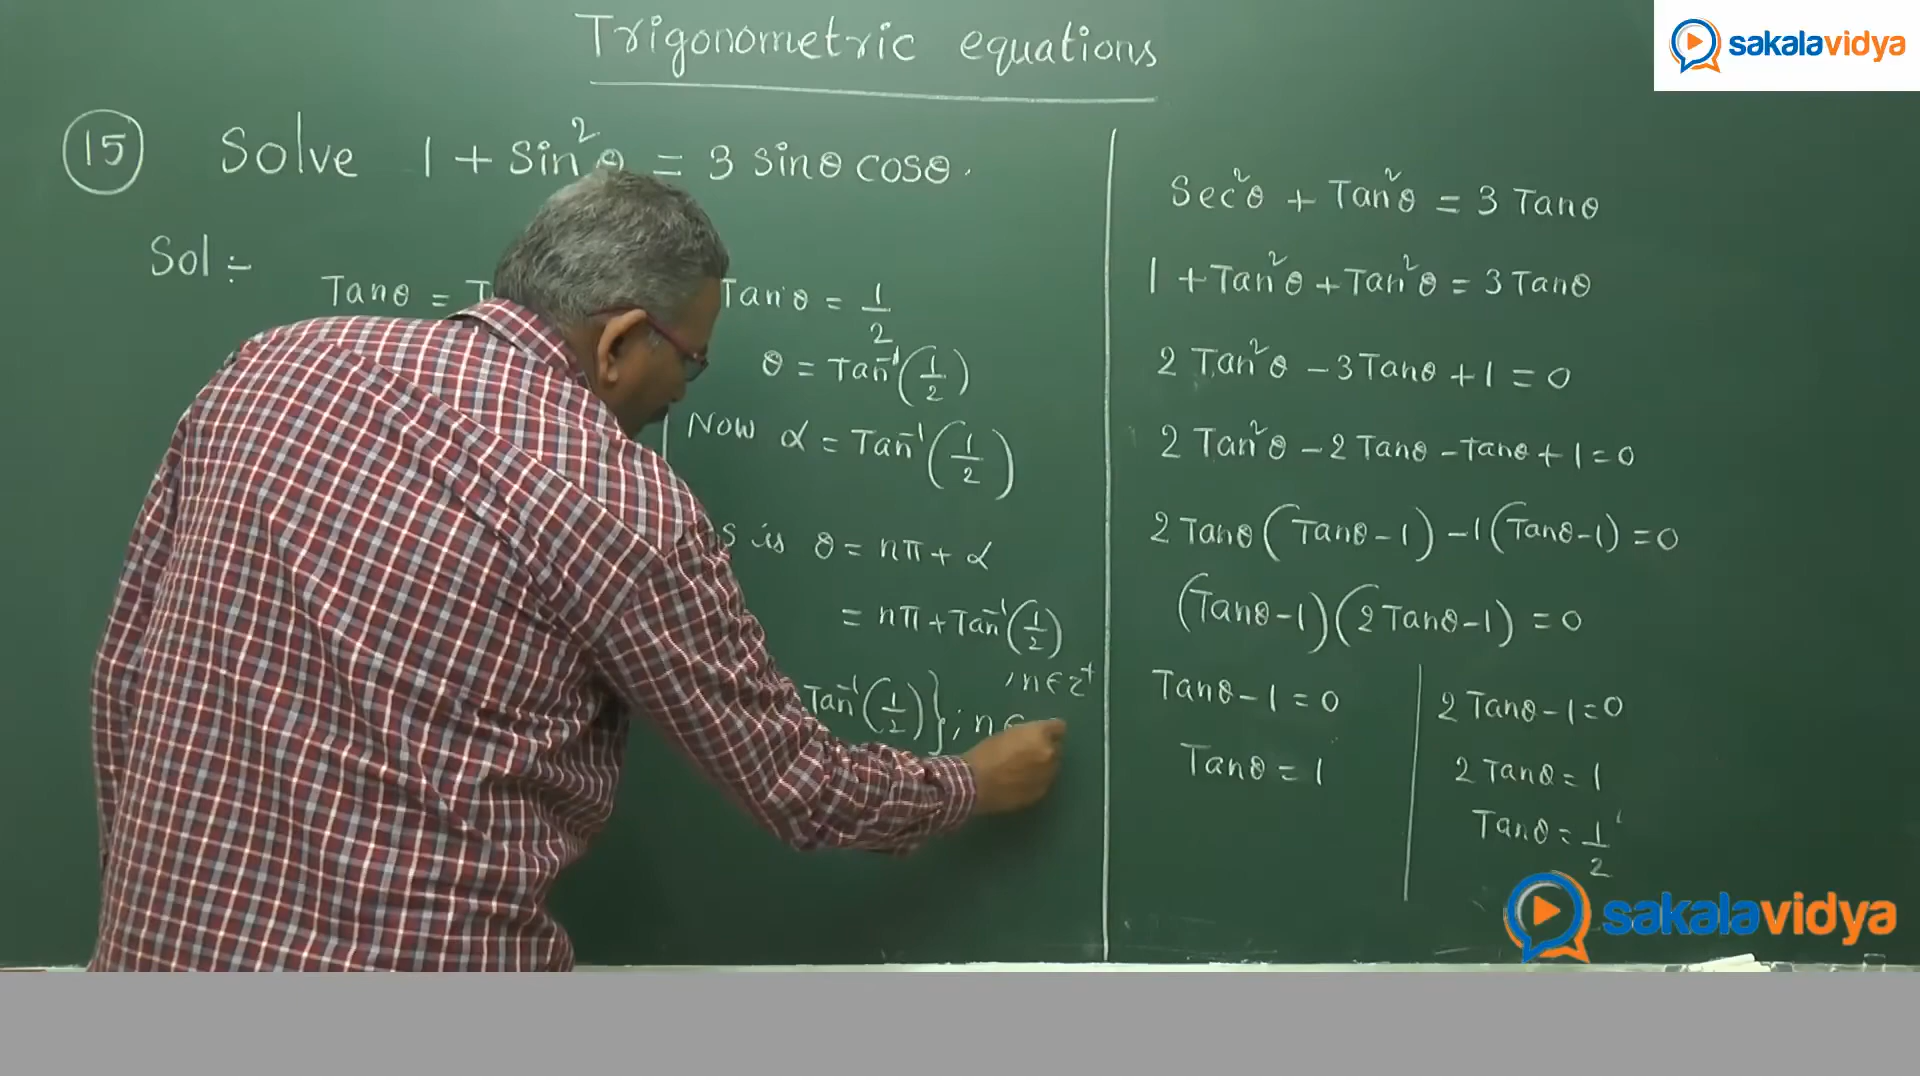 Trigonometric equations
sakalavidya
15 Solve 1 + Sin²θ = 3 Sinθ cosθ.
Sol :-
Tanθ =
Tanθ = 1/2
θ = Tan⁻¹(1/2)
Now α = Tan⁻¹(1/2)
is θ = nπ + α
= nπ + Tan⁻¹(1/2)
; n∈z⁺
Tan⁻¹(1/2)} ; n∈
Sec²θ + Tan²θ = 3 Tanθ
1 + Tan²θ + Tan²θ = 3 Tanθ
2 Tan²θ - 3Tanθ + 1 = 0
2 Tan²θ - 2 Tanθ - Tanθ + 1 = 0
2 Tanθ (Tanθ - 1) - 1 (Tanθ - 1) = 0
(Tanθ - 1) (2 Tanθ - 1) = 0
Tanθ - 1 = 0
Tanθ = 1
2 Tanθ - 1 = 0
2 Tanθ = 1
Tanθ = 1/2
sakalavidya